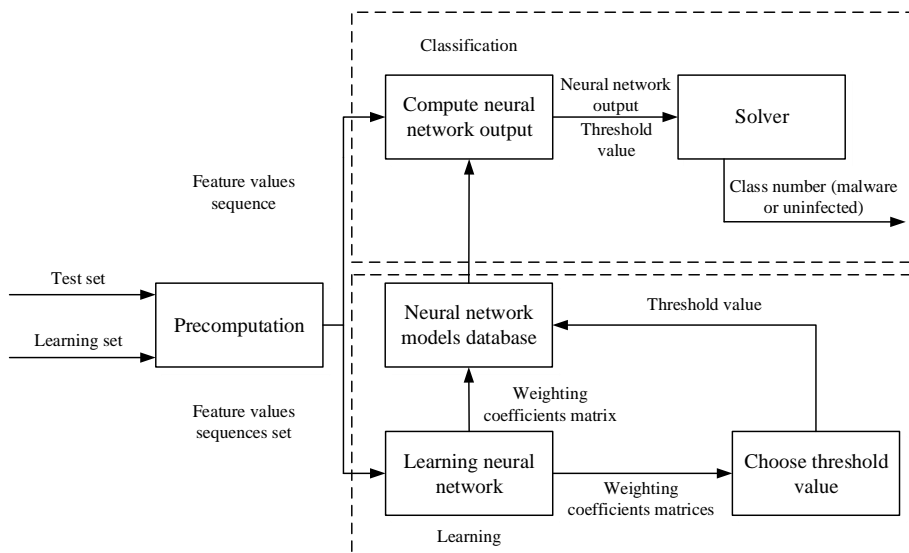 Classification
Compute neural
network output
Neural network
output
Threshold
value
Solver
Class number (malware
or uninfected)
Feature values
sequence
Test set
Learning set
Precomputation
Feature values
sequences set
Neural network
models database
Threshold value
Weighting
coefficients matrix
Learning neural
network
Weighting
coefficients matrices
Choose threshold
value
Learning